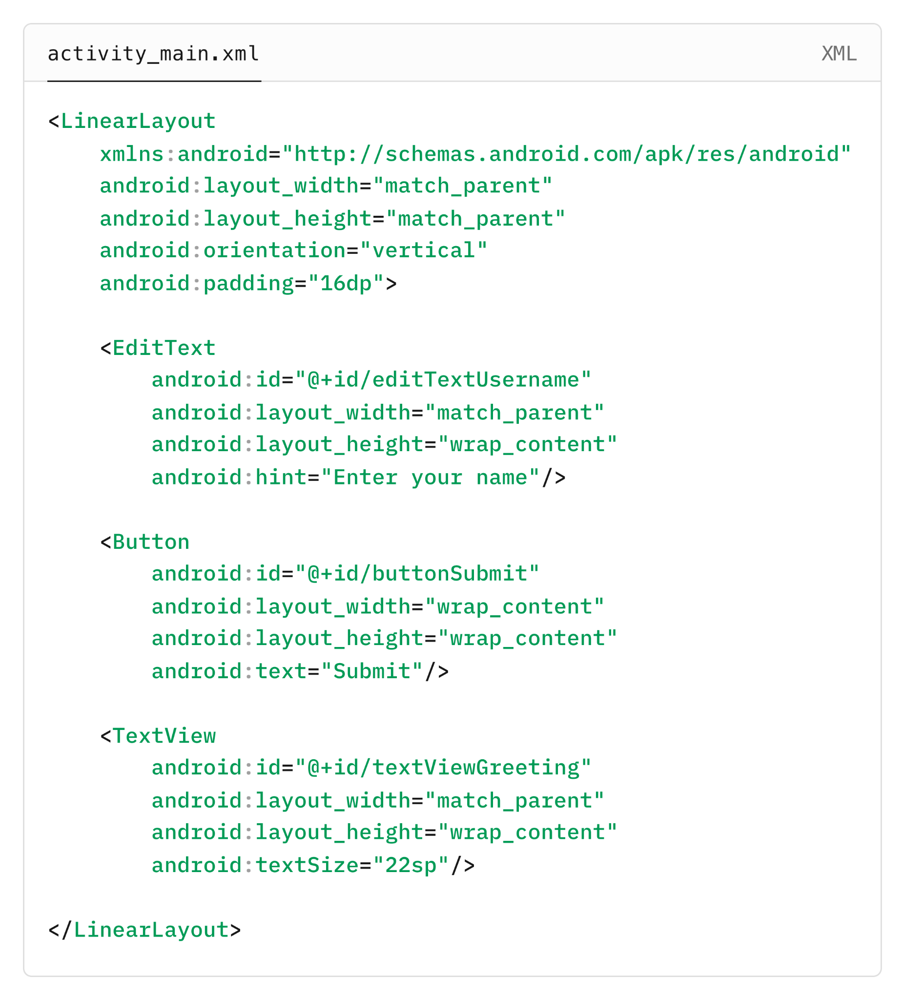 activity_main.xml
XML
<LinearLayout
    xmlns:android="http://schemas.android.com/apk/res/android"
    android:layout_width="match_parent"
    android:layout_height="match_parent"
    android:orientation="vertical"
    android:padding="16dp">
    <EditText
        android:id="@+id/editTextUsername"
        android:layout_width="match_parent"
        android:layout_height="wrap_content"
        android:hint="Enter your name"/>
    <Button
        android:id="@+id/buttonSubmit"
        android:layout_width="wrap_content"
        android:layout_height="wrap_content"
        android:text="Submit"/>
    <TextView
        android:id="@+id/textViewGreeting"
        android:layout_width="match_parent"
        android:layout_height="wrap_content"
        android:textSize="22sp"/>
</LinearLayout>